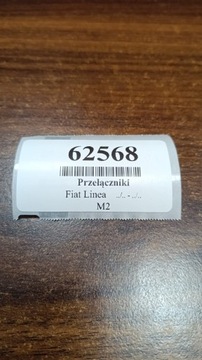 62568
Przełączniki
Fiat Linea ../.. - ../..
M2